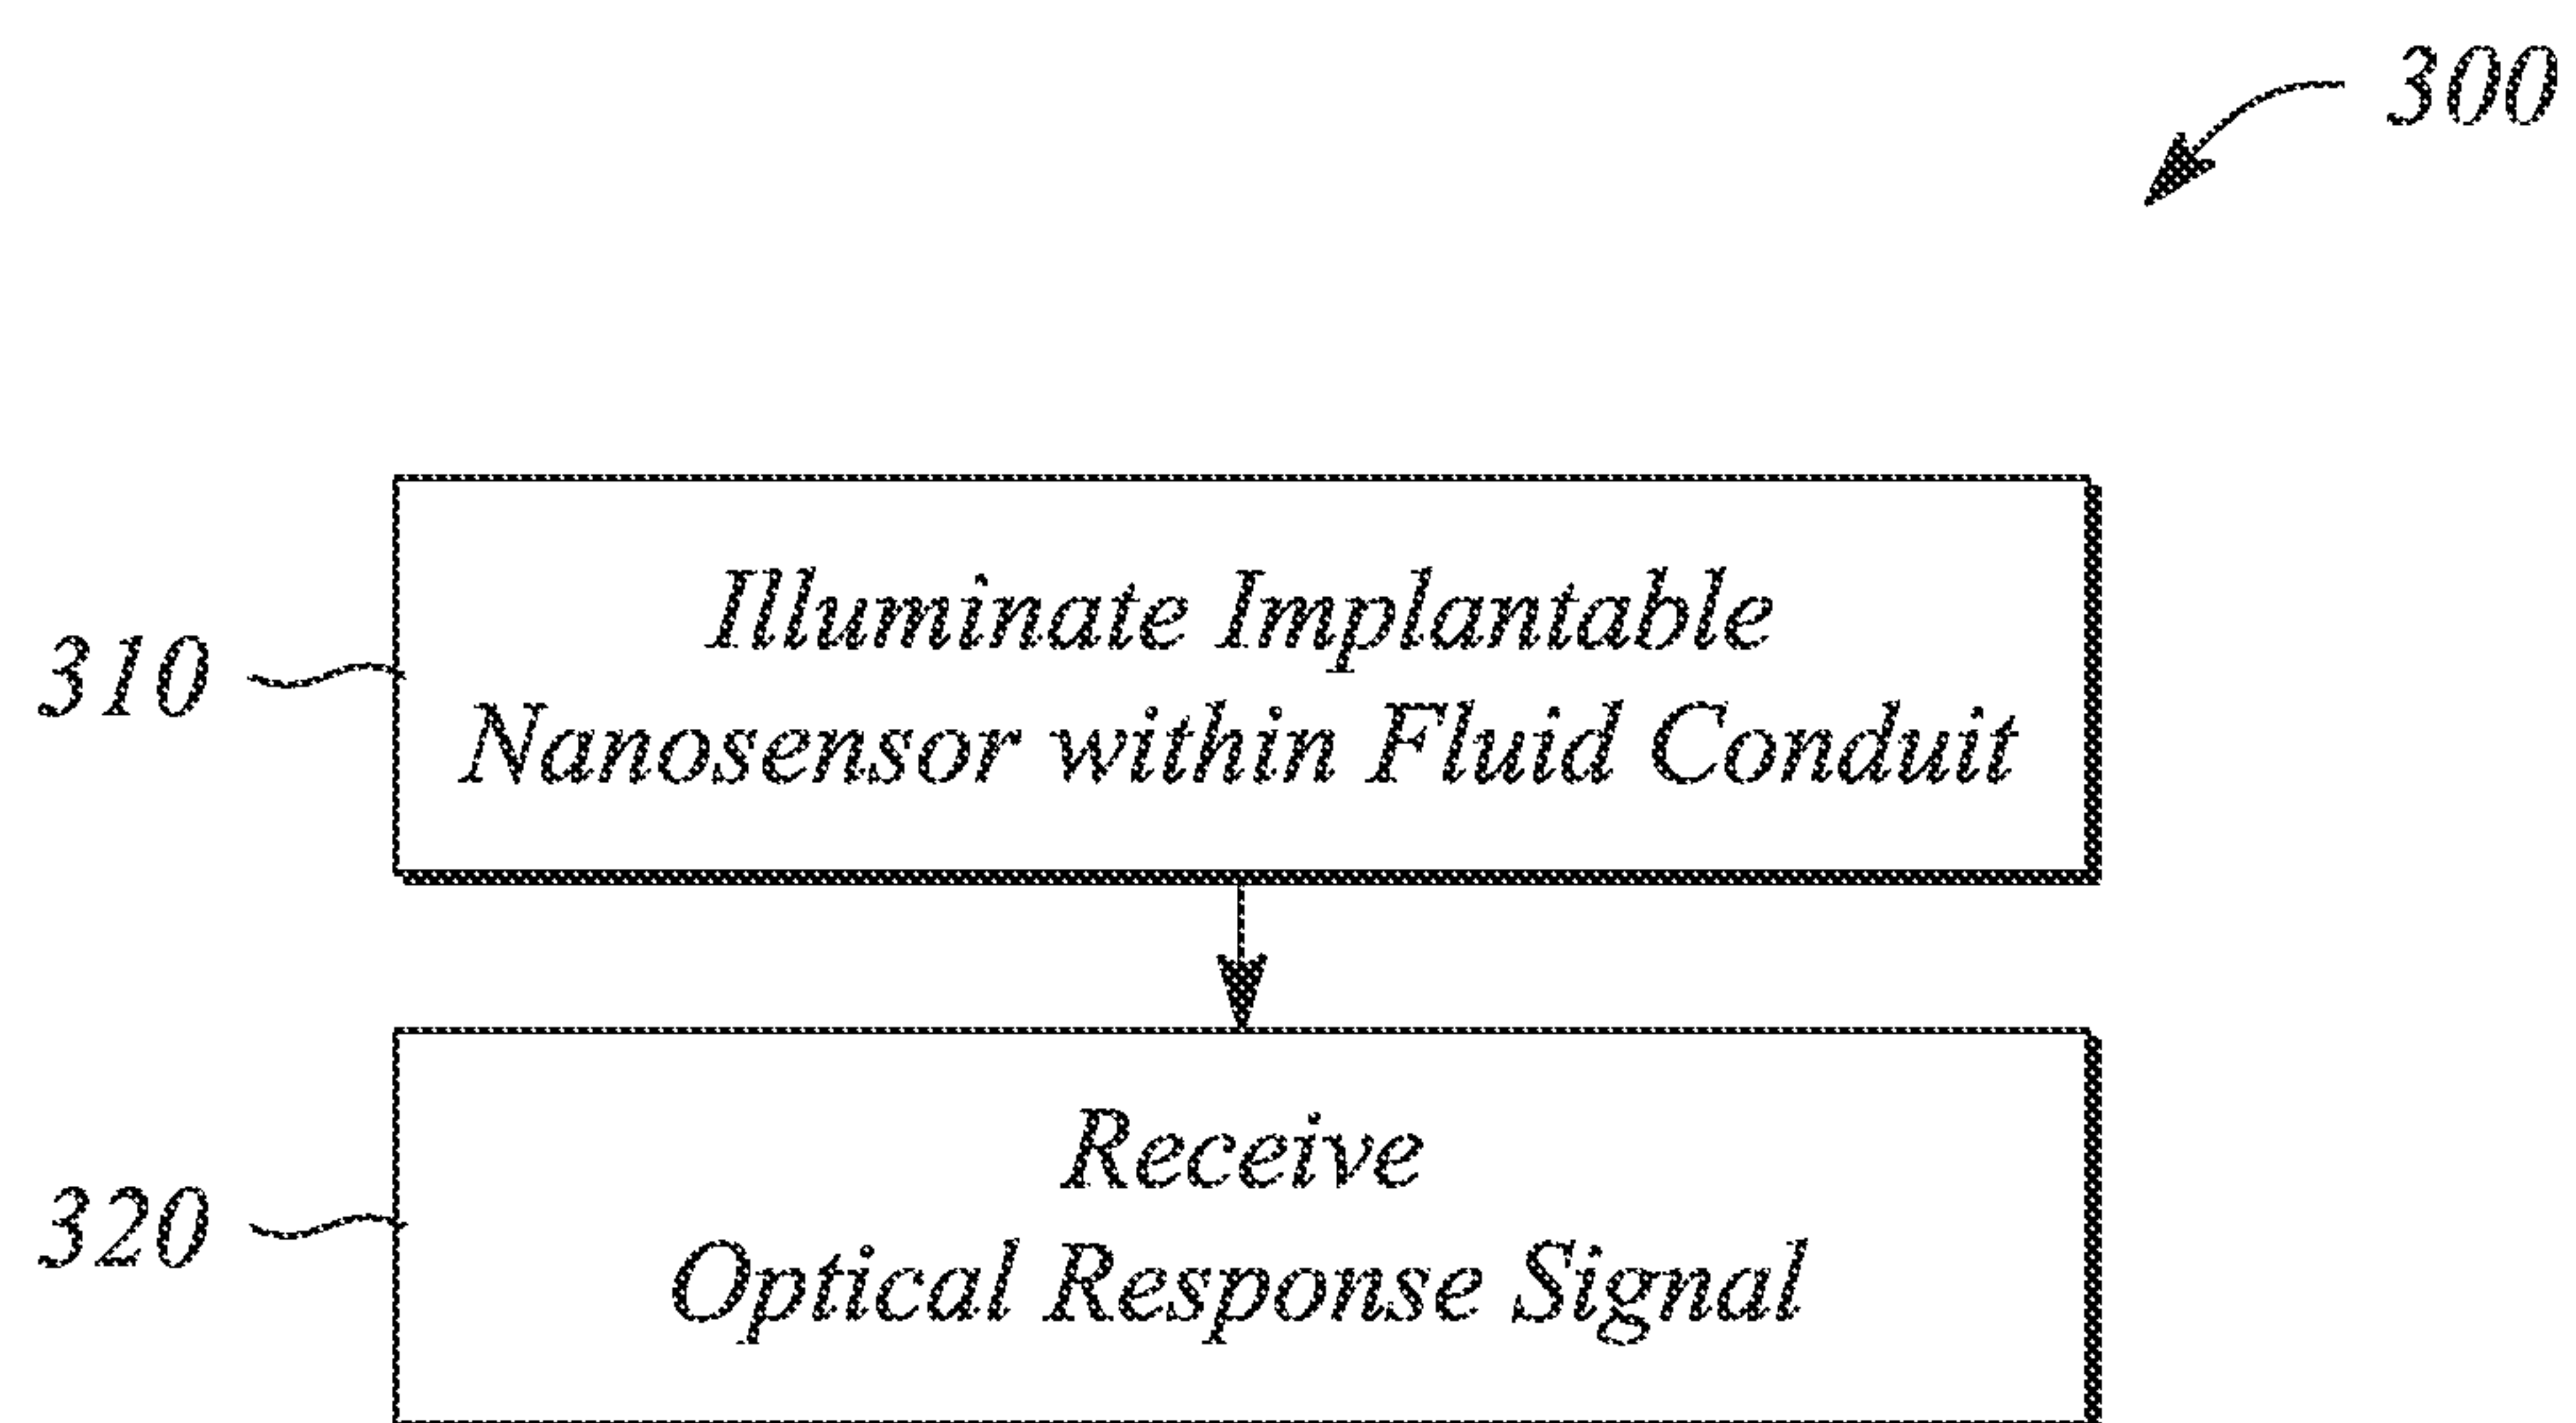 300
310
Illuminate Implantable
Nanosensor within Fluid Conduit
320
Receive
Optical Response Signal